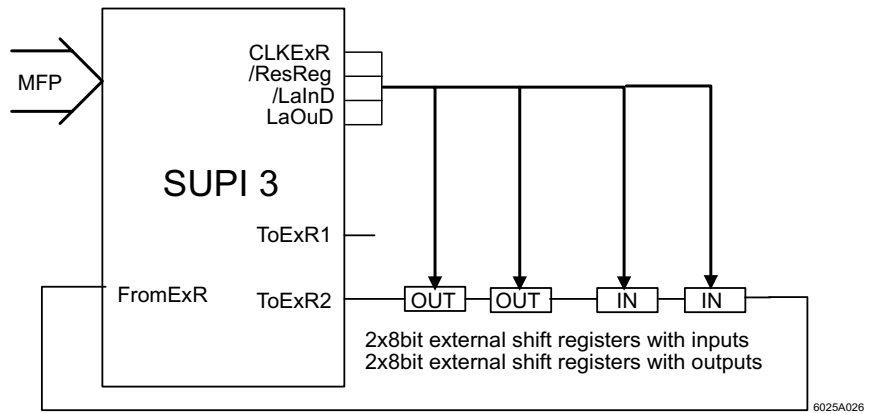 CLKExR
/ResReg
/LaInD
LaOuD
MFP
SUPI 3
ToExR1
FromExR
ToExR2
OUT
OUT
IN
IN
2x8bit external shift registers with inputs
2x8bit external shift registers with outputs
6025A026